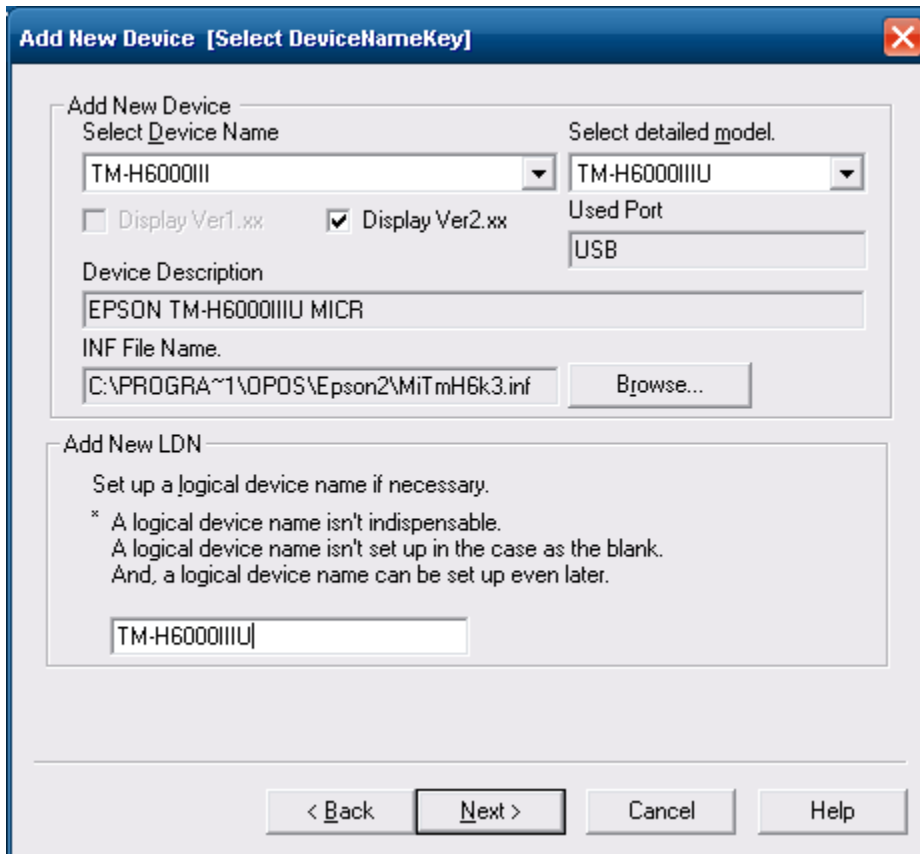 Add New Device [Select DeviceNameKey]
Add New Device
Select Device Name
Select detailed model.
TM-H6000III
TM-H6000IIIU
Display Ver1.xx
Display Ver2.xx
Used Port
USB
Device Description
EPSON TM-H6000IIIU MICR
INF File Name.
C:\PROGRA~1\OPOS\Epson2\MiTmH6k3.inf
Browse...
Add New LDN
Set up a logical device name if necessary.
* A logical device name isn't indispensable.
A logical device name isn't set up in the case as the blank.
And, a logical device name can be set up even later.
TM-H6000IIIU
< Back
Next >
Cancel
Help